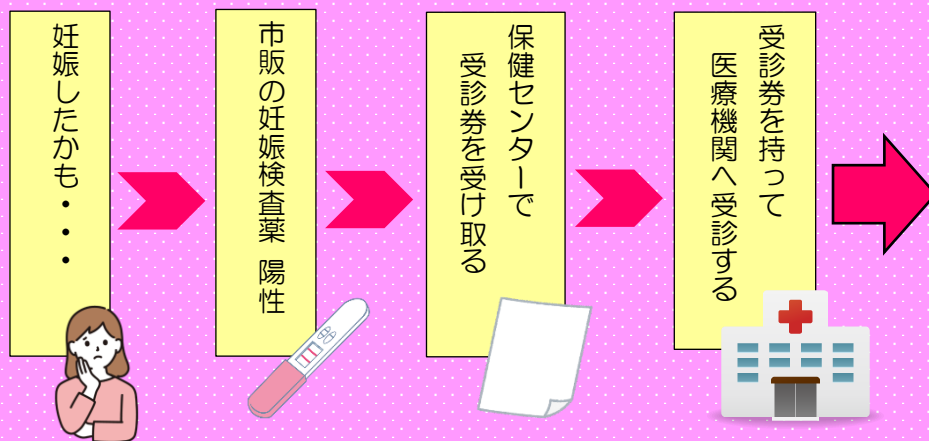 妊娠したかも・・・
市販の妊娠検査薬 陽性
保健センターで
受診券を受け取る
受診券を持って
医療機関へ受診する